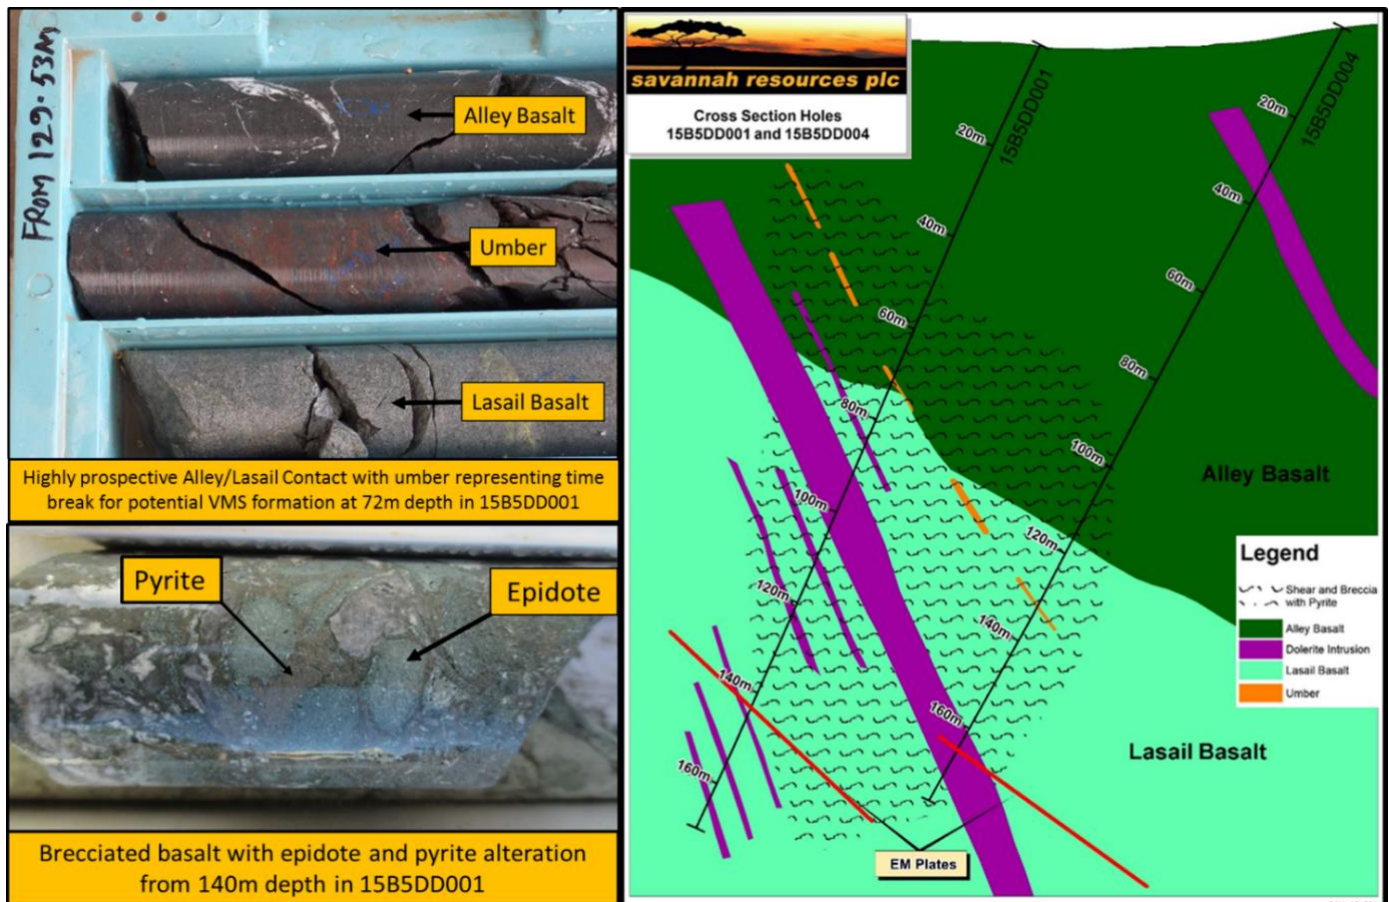 FROM 129.53M
Alley Basalt
Umber
Lasail Basalt
Highly prospective Alley/Lasail Contact with umber representing time
break for potential VMS formation at 72m depth in 15B5DD001
Pyrite
Epidote
Brecciated basalt with epidote and pyrite alteration
from 140m depth in 15B5DD001
savannah resources plc
Cross Section Holes
15B5DD001 and 15B5DD004
15B5DD001
20m
40m
60m
80m
100m
120m
140m
160m
15B5DD004
20m
40m
60m
80m
100m
120m
140m
160m
Alley Basalt
Lasail Basalt
EM Plates
Legend
Shear and Breccia
with Pyrite
Alley Basalt
Dolerite Intrusion
Lasail Basalt
Umber